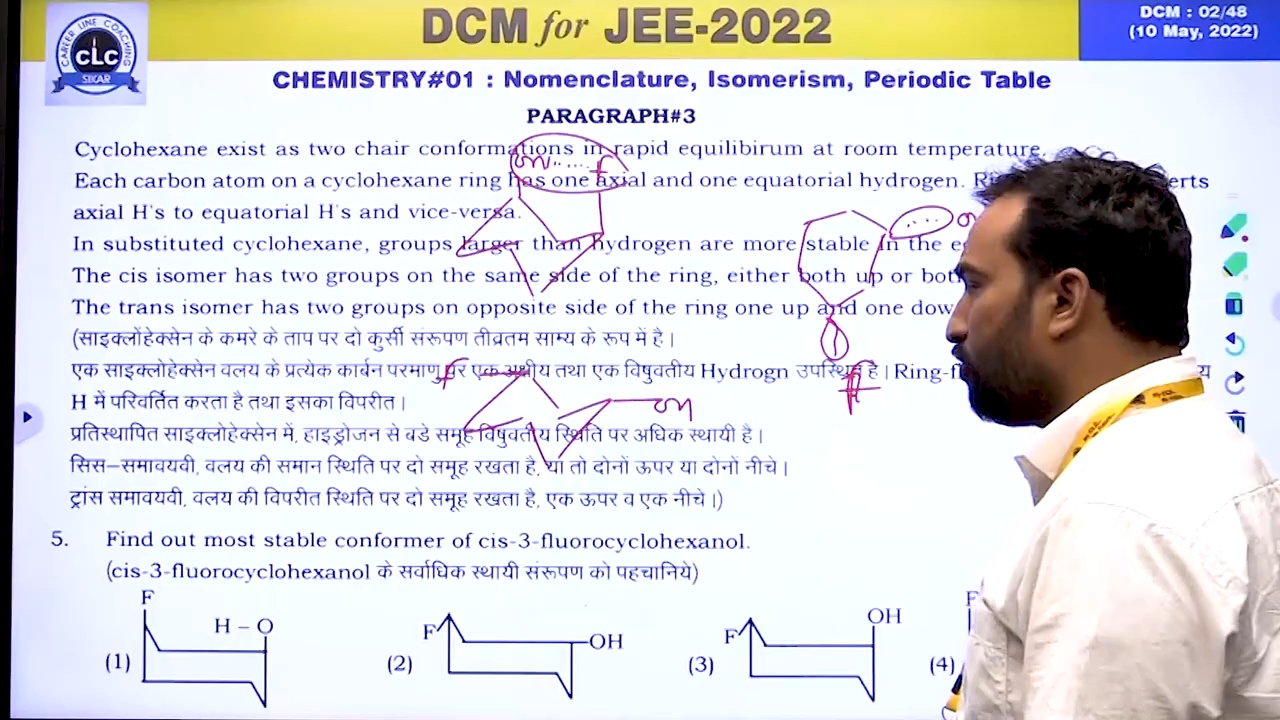 DCM for JEE-2022
DCM : 02/48
(10 May, 2022)
CAREER LINE COACHING
CLC
SIKAR
CHEMISTRY#01 : Nomenclature, Isomerism, Periodic Table
PARAGRAPH#3
Cyclohexane exist as two chair conformations in rapid equilibirum at room temperature.
Each carbon atom on a cyclohexane ring has one axial and one equatorial hydrogen.
axial H's to equatorial H's and vice-versa.
In substituted cyclohexane, groups larger than hydrogen are more stable in the
The cis isomer has two groups on the same side of the ring, either both up or
The trans isomer has two groups on opposite side of the ring one up and one
(साइक्लोंहेक्सेन के कमरे के ताप पर दो कुर्सी संरूपण तीव्रतम साम्य के रूप में है।
एक साइक्लोहेक्सेन वलय के प्रत्येक कार्बन परमाणु पर एक अक्षीय तथा एक विषुवतीय Hydrogn उपस्थित है।
H में परिवर्तित करता है तथा इसका विपरीत।
प्रतिस्थापित साइक्लोहेक्सेन में, हाइड्रोजन से बडे समूह विषुवतीय स्थिति पर अधिक स्थायी है।
सिस–समावयवी, वलय की समान स्थिति पर दो समूह रखता है, या तो दोनों ऊपर या दोनों नीचे।
ट्रांस समावयवी, वलय की विपरीत स्थिति पर दो समूह रखता है, एक ऊपर व एक नीचे।)
OH
F
F
OH
5. Find out most stable conformer of cis-3-fluorocyclohexanol.
(cis-3-fluorocyclohexanol के सर्वाधिक स्थायी संरूपण को पहचानिये)
(1) F H – O
(2) F OH
(3) F OH
(4) F